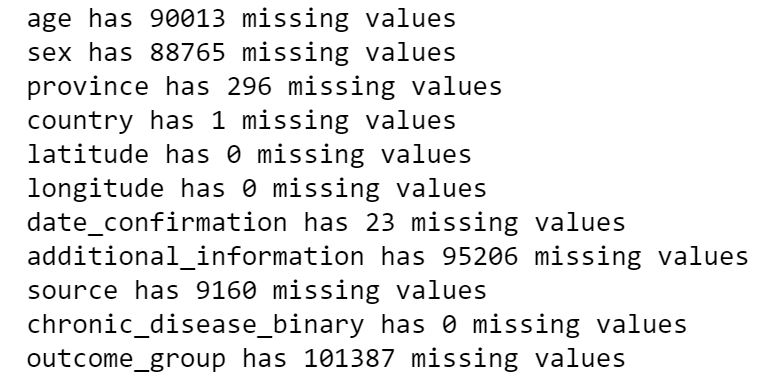 age has 90013 missing values
sex has 88765 missing values
province has 296 missing values
country has 1 missing values
latitude has 0 missing values
longitude has 0 missing values
date_confirmation has 23 missing values
additional_information has 95206 missing values
source has 9160 missing values
chronic_disease_binary has 0 missing values
outcome_group has 101387 missing values